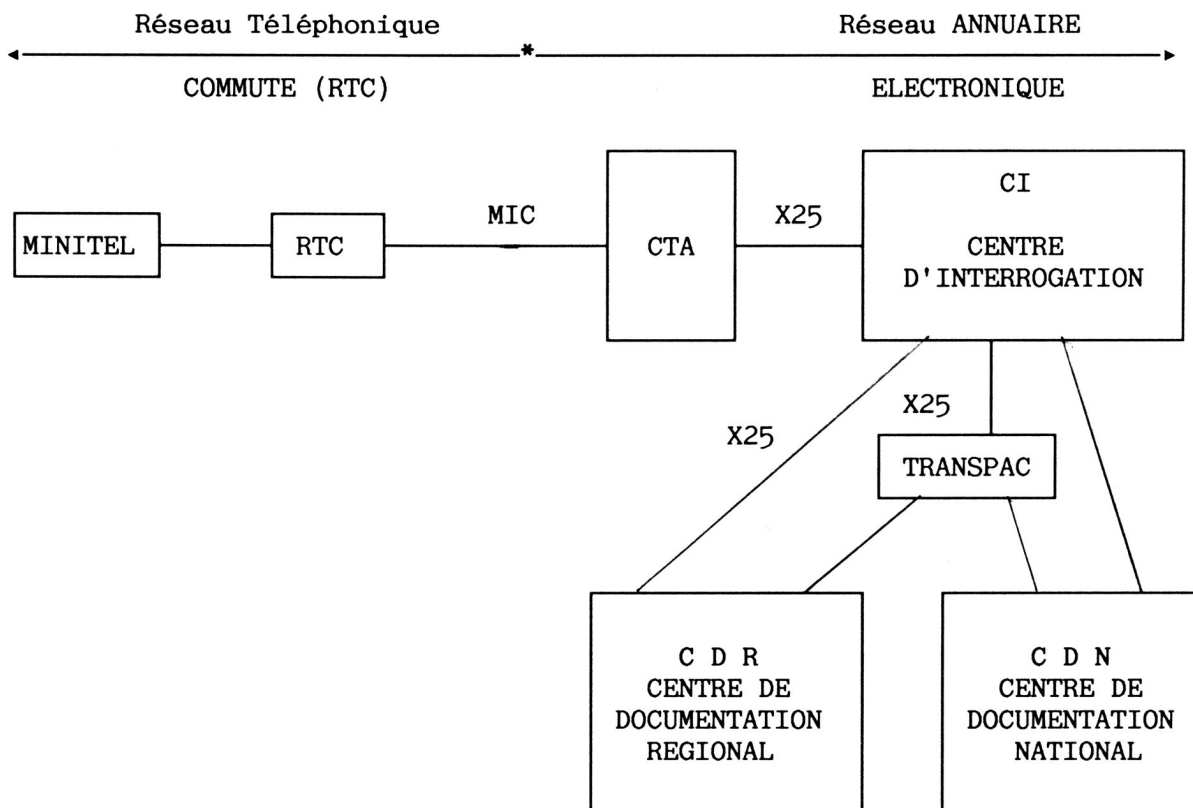 Réseau Téléphonique
Réseau ANNUAIRE
*
COMMUTE (RTC)
ELECTRONIQUE
MINITEL
RTC
MIC
CTA
X25
CI
CENTRE
D'INTERROGATION
X25
X25
TRANSPAC
C D R
CENTRE DE
DOCUMENTATION
REGIONAL
C D N
CENTRE DE
DOCUMENTATION
NATIONAL